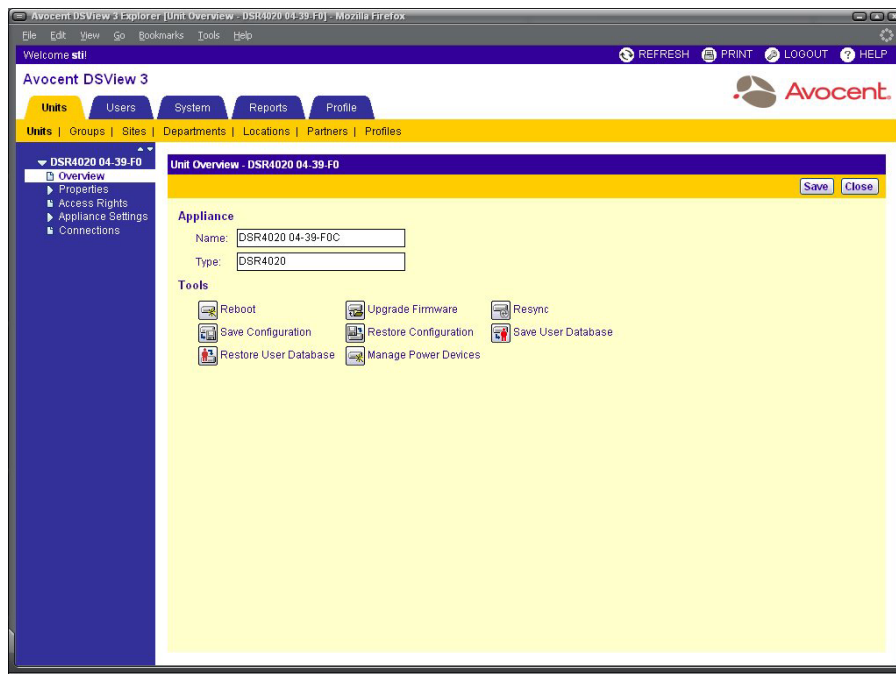 Avocent DSView 3 Explorer [Unit Overview - DSR4020 04-39-F0] - Mozilla Firefox
File Edit View Go Bookmarks Tools Help
Welcome sti!
REFRESH PRINT LOGOUT HELP
Avocent DSView 3
Avocent.
Units Users System Reports Profile
Units | Groups | Sites | Departments | Locations | Partners | Profiles
DSR4020 04-39-F0
Overview
Properties
Access Rights
Appliance Settings
Connections
Unit Overview - DSR4020 04-39-F0
Save Close
Appliance
Name: DSR4020 04-39-F0C
Type: DSR4020
Tools
Reboot Upgrade Firmware Resync
Save Configuration Restore Configuration Save User Database
Restore User Database Manage Power Devices